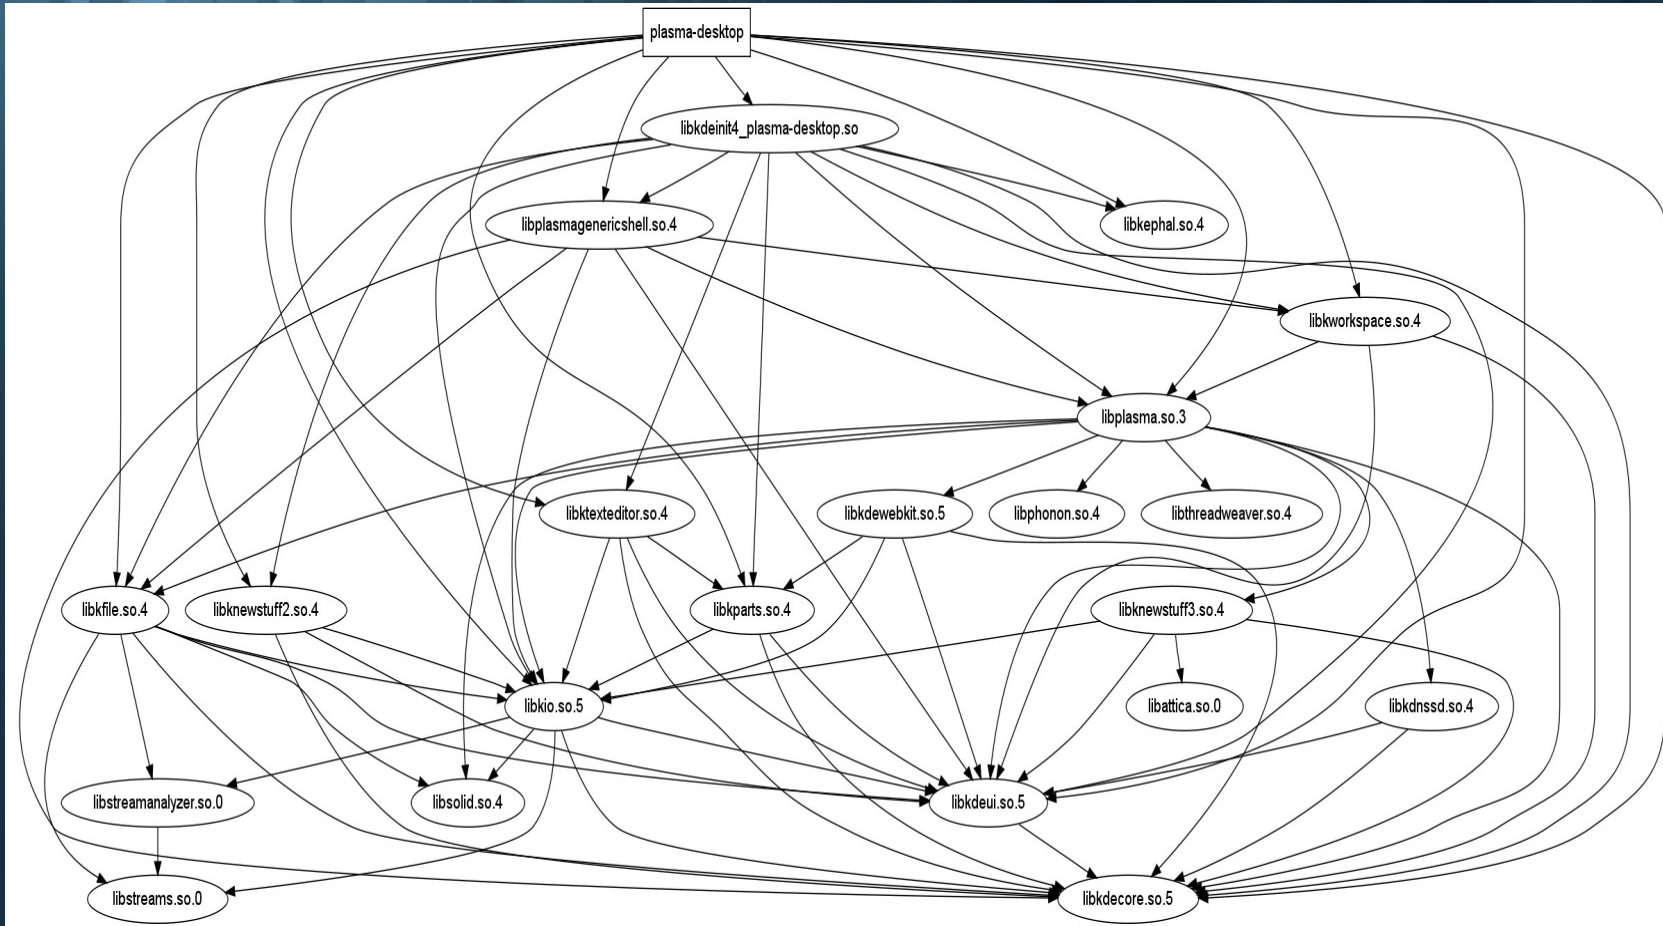 plasma-desktop
libkdeinit4_plasma-desktop.so
libplasmagenericshell.so.4
libkephal.so.4
libkworkspace.so.4
libplasma.so.3
libktexteditor.so.4
libkdewebkit.so.5
libphonon.so.4
libthreadweaver.so.4
libkfile.so.4
libknewstuff2.so.4
libkparts.so.4
libknewstuff3.so.4
libkio.so.5
libattica.so.0
libkdnssd.so.4
libstreamanalyzer.so.0
libsolid.so.4
libkdeui.so.5
libstreams.so.0
libkdecore.so.5